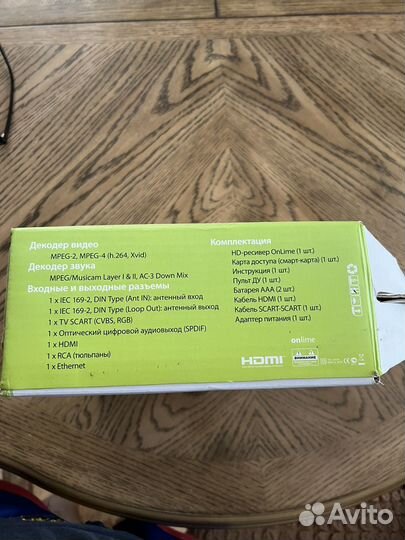 Декодер видео
MPEG-2, MPEG-4 (h.264, Xvid)
Декодер звука
MPEG/Musicam Layer I & II, AC-3 Down Mix
Входные и выходные разъемы
1 x IEC 169-2, DIN Type (Ant IN): антенный вход
1 x IEC 169-2, DIN Type (Loop Out): антенный выход
1 x TV SCART (CVBS, RGB)
1 x Оптический цифровой аудиовыход (SPDIF)
1 x HDMI
1 x RCA (тюльпаны)
1 x Ethernet
Комплектация
HD-ресивер OnLime (1 шт.)
Карта доступа (смарт-карта) (1 шт.)
Инструкция (1 шт.)
Пульт ДУ (1 шт.)
Батарея AAA (2 шт.)
Кабель HDMI (1 шт.)
Кабель SCART-SCART (1 шт.)
Адаптер питания (1 шт.)
onlime
HDMI
ВНИМАНИЕ
Avito